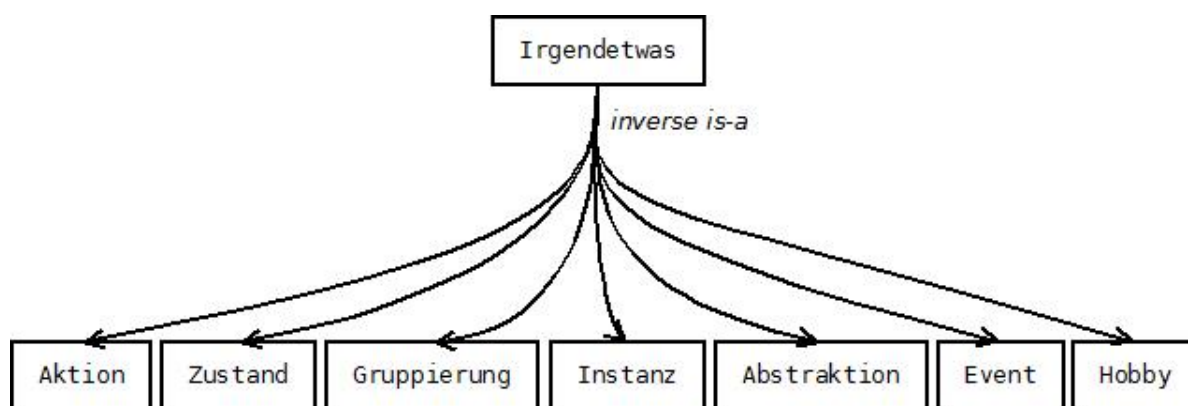 Irgendetwas
inverse is-a
Aktion Zustand Gruppierung Instanz Abstraktion Event Hobby